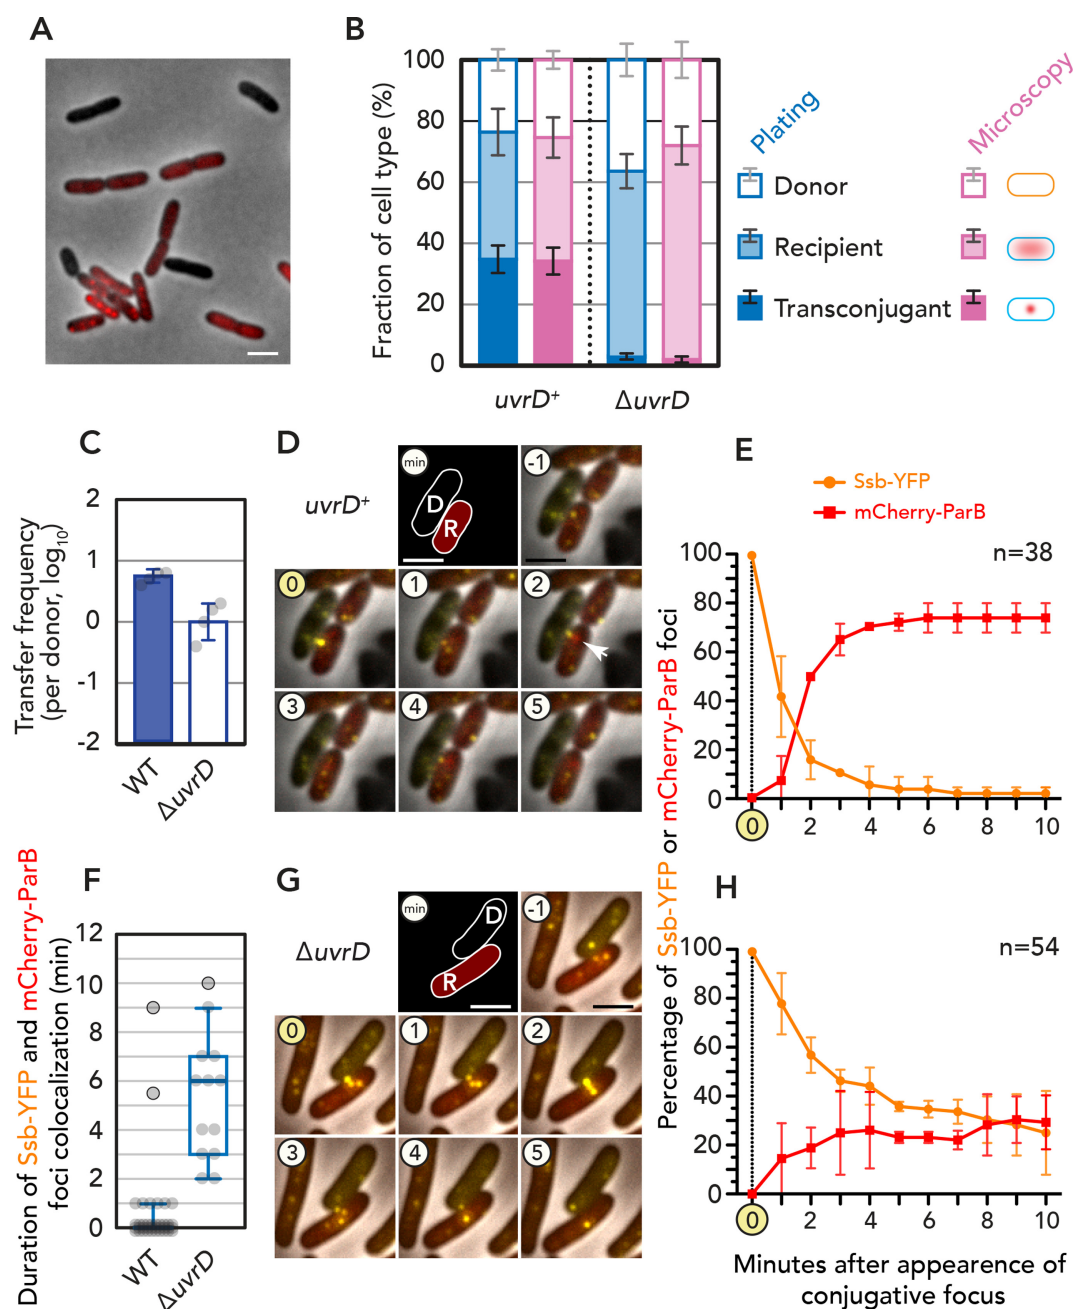 A
B
Fraction of cell type (%)
100
80
60
40
20
0
uvrD+
ΔuvrD
Plating
Microscopy
Donor
Recipient
Transconjugant
C
Transfer frequency
(per donor, log10)
2
1
0
-1
-2
WT
ΔuvrD
D
uvrD+
min
D
R
-1
0
1
2
3
4
5
E
Ssb-YFP
mCherry-ParB
n=38
100
80
60
40
20
0
0
2
4
6
8
10
Percentage of Ssb-YFP or mCherry-ParB foci
F
Duration of Ssb-YFP and mCherry-ParB
foci colocalization (min)
12
10
8
6
4
2
0
WT
ΔuvrD
G
ΔuvrD
min
D
R
-1
0
1
2
3
4
5
H
n=54
100
80
60
40
20
0
0
2
4
6
8
10
Minutes after appearence of
conjugative focus